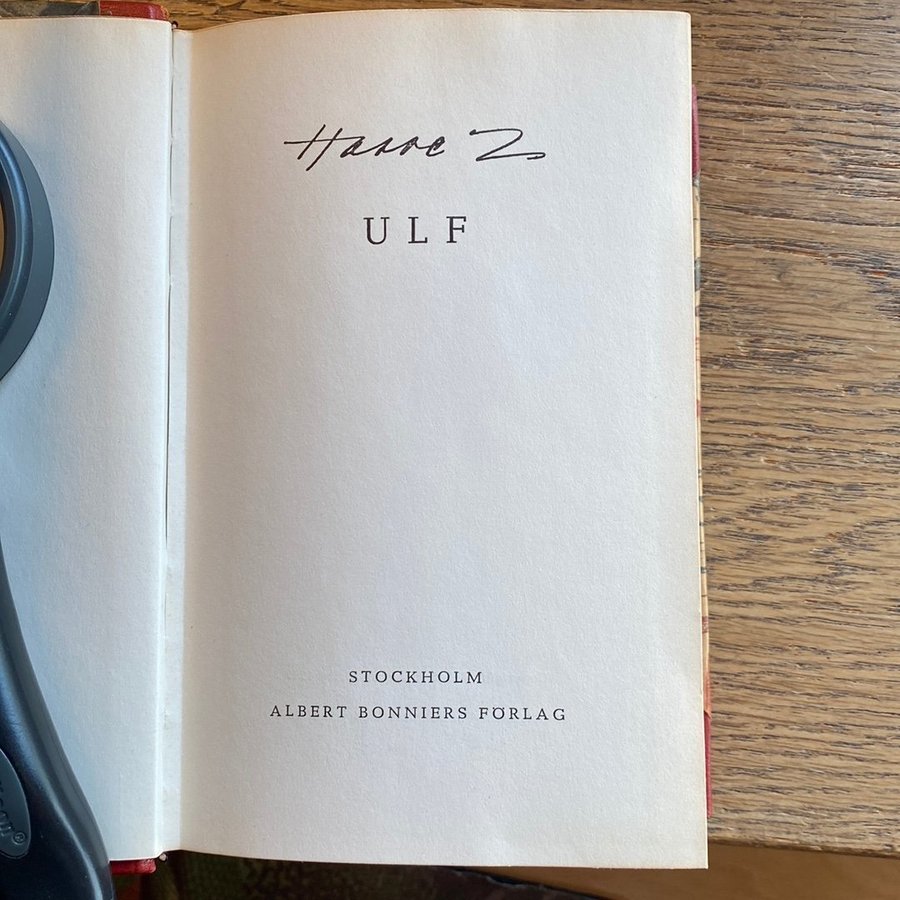 Hasse Z
ULF
STOCKHOLM
ALBERT BONNIERS FÖRLAG